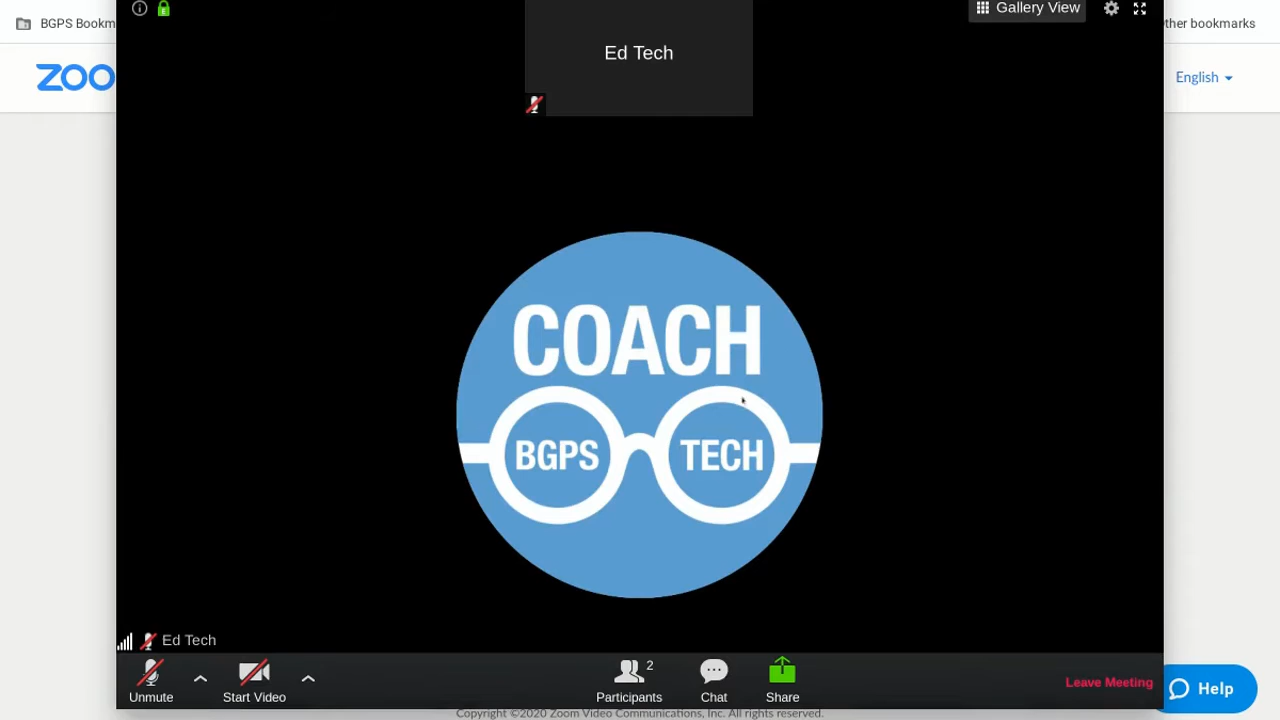 BGPS Bookm
Gallery View
ther bookmarks
Ed Tech
ZOO
English
COACH
BGPS TECH
Ed Tech
2
Unmute
Start Video
Participants
Chat
Share
Leave Meeting
Help
Copyright ©2020 Zoom Video Communications, Inc. All rights reserved.